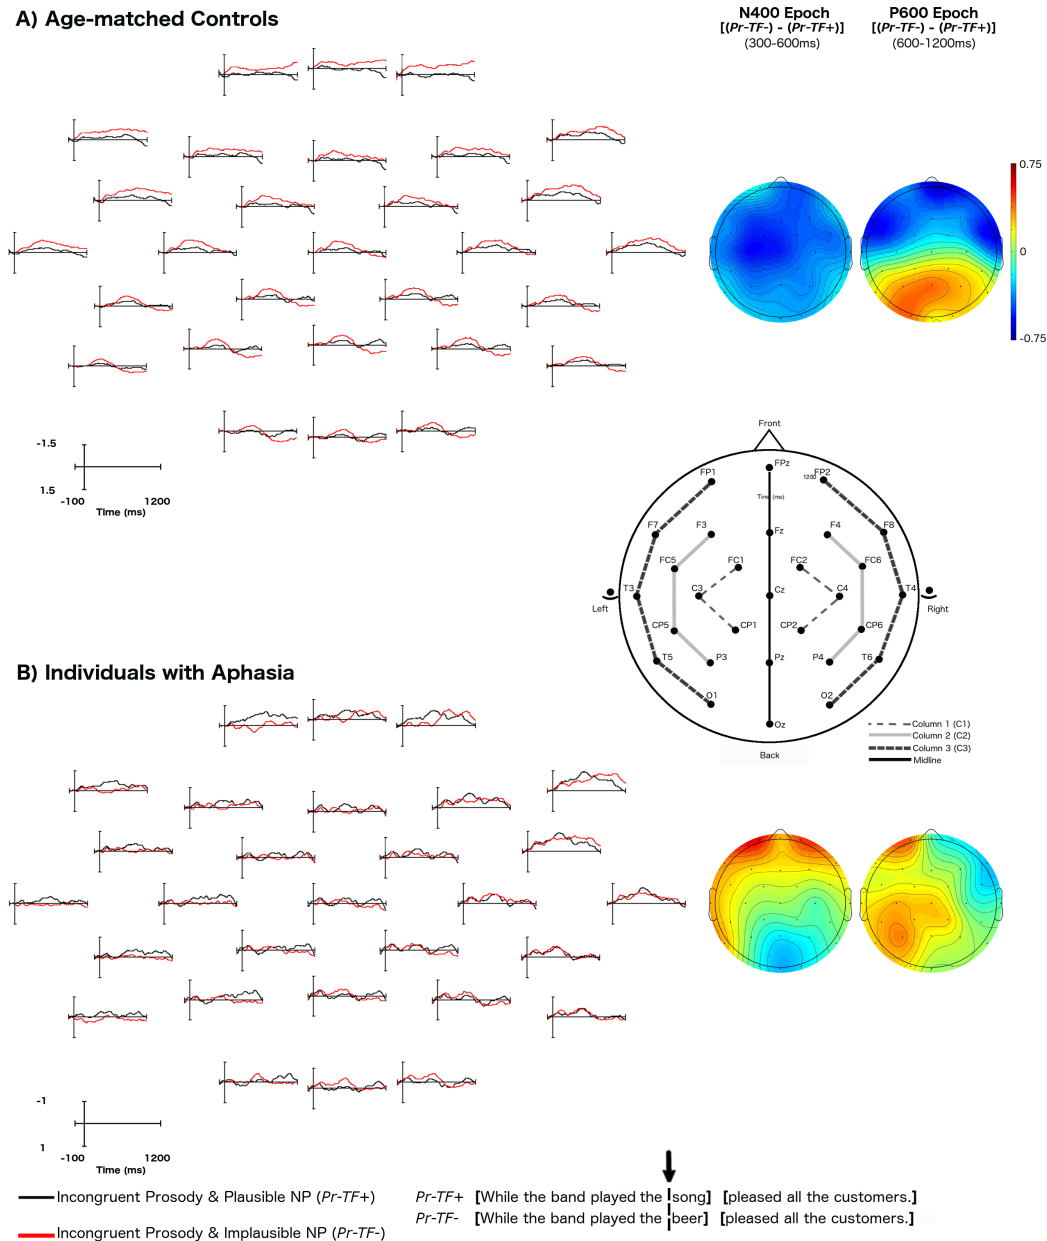 A) Age-matched Controls
N400 Epoch
[(Pr-TF-) - (Pr-TF+)]
(300-600ms)
P600 Epoch
[(Pr-TF-) - (Pr-TF+)]
(600-1200ms)
0.75
0
-0.75
-1.5
1.5
-100
1200
Time (ms)
Front
FPz
FP1
FP2
1200
Time (ms)
F7
F3
Fz
F4
F8
FC5
FC1
FC2
FC6
T3
C3
Cz
C4
T4
Left
Right
CP5
CP1
CP2
CP6
T5
P3
Pz
P4
T6
O1
O2
Oz
Back
Column 1 (C1)
Column 2 (C2)
Column 3 (C3)
Midline
B) Individuals with Aphasia
-1
1
-100
1200
Time (ms)
Incongruent Prosody & Plausible NP (Pr-TF+)
Incongruent Prosody & Implausible NP (Pr-TF-)
Pr-TF+ [While the band played the song] [pleased all the customers.]
Pr-TF- [While the band played the beer] [pleased all the customers.]